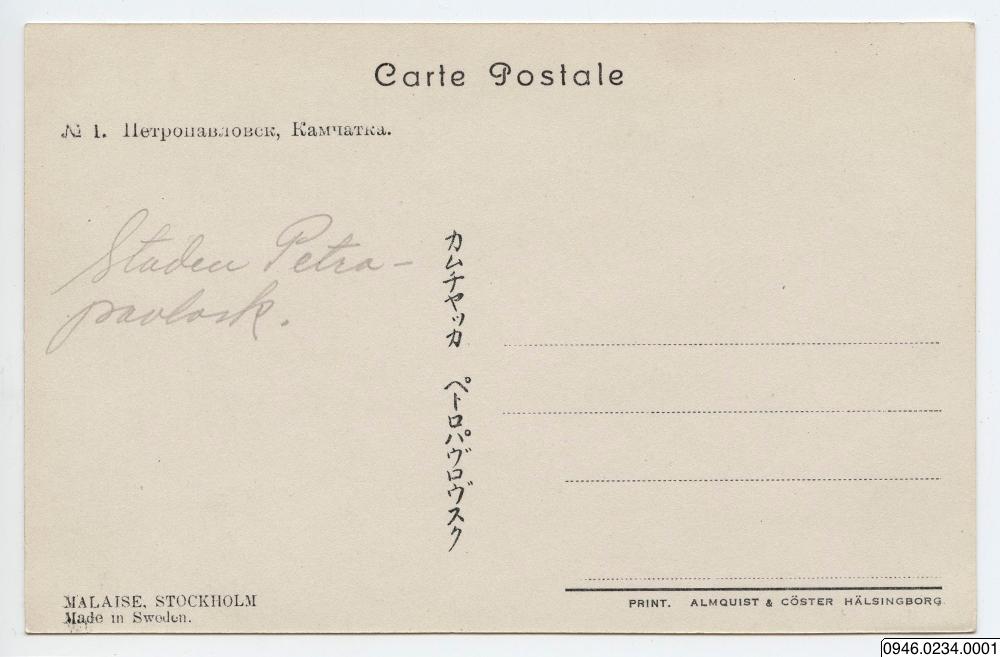 Carte Postale
№ 1. Петропавловск, Камчатка.
Staden Petra-
pavlosk.
カムチヤッカ ペトロパヴロヴスク
MALAISE, STOCKHOLM
Made in Sweden.
PRINT. ALMQUIST & CÖSTER HÄLSINGBORG
0946.0234.0001